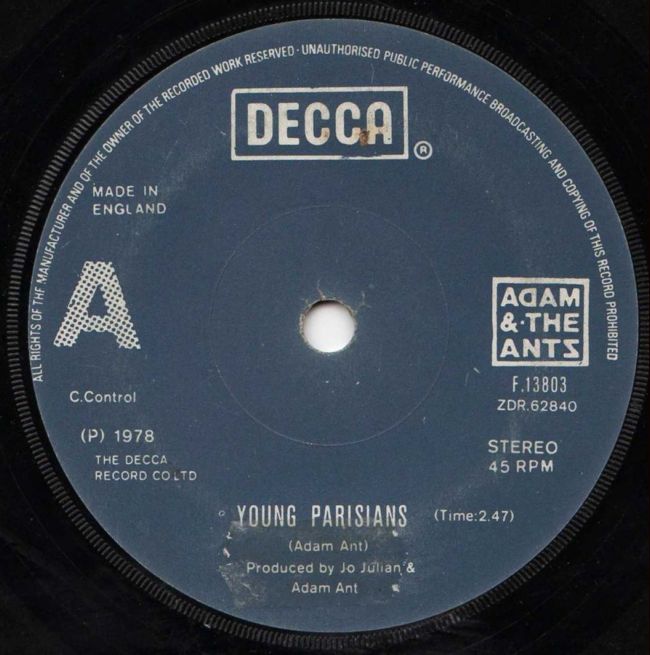 ALL RIGHTS OF THE MANUFACTURER AND OF THE OWNER OF THE RECORDED WORK RESERVED · UNAUTHORISED PUBLIC PERFORMANCE BROADCASTING AND COPYING OF THIS RECORD PROHIBITED
DECCA
®
MADE IN
ENGLAND
A
ADAM
&·THE
ANTS
F.13803
ZDR.62840
C.Control
(P) 1978
THE DECCA
RECORD CO LTD
STEREO
45 RPM
YOUNG PARISIANS (Time:2.47)
(Adam Ant)
Produced by Jo Julian &
Adam Ant